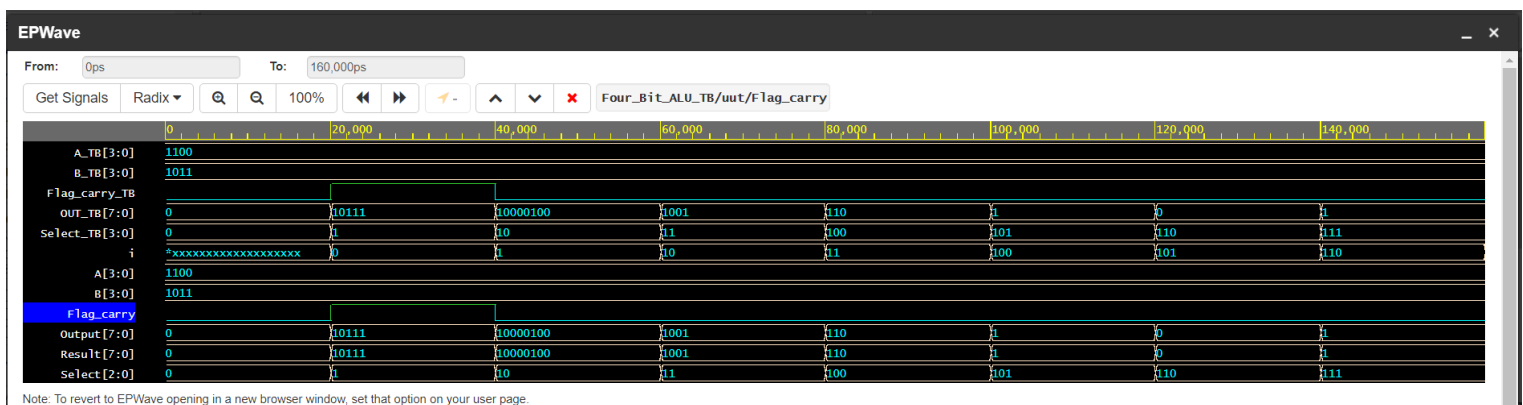 EPWave
From: 0ps To: 160,000ps
Get Signals Radix 100% - Four_Bit_ALU_TB/uut/Flag_carry
0 20,000 40,000 60,000 80,000 100,000 120,000 140,000
A_TB[3:0] 1100
B_TB[3:0] 1011
Flag_carry_TB
OUT_TB[7:0] 0 10111 10000100 1001 110 1 0 1
Select_TB[3:0] 0 1 10 11 100 101 110 111
i *xxxxxxxxxxxxxxxxxxx 0 1 10 11 100 101 110
A[3:0] 1100
B[3:0] 1011
Flag_carry
Output[7:0] 0 10111 10000100 1001 110 1 0 1
Result[7:0] 0 10111 10000100 1001 110 1 0 1
Select[2:0] 0 1 10 11 100 101 110 111
Note: To revert to EPWave opening in a new browser window, set that option on your user page.